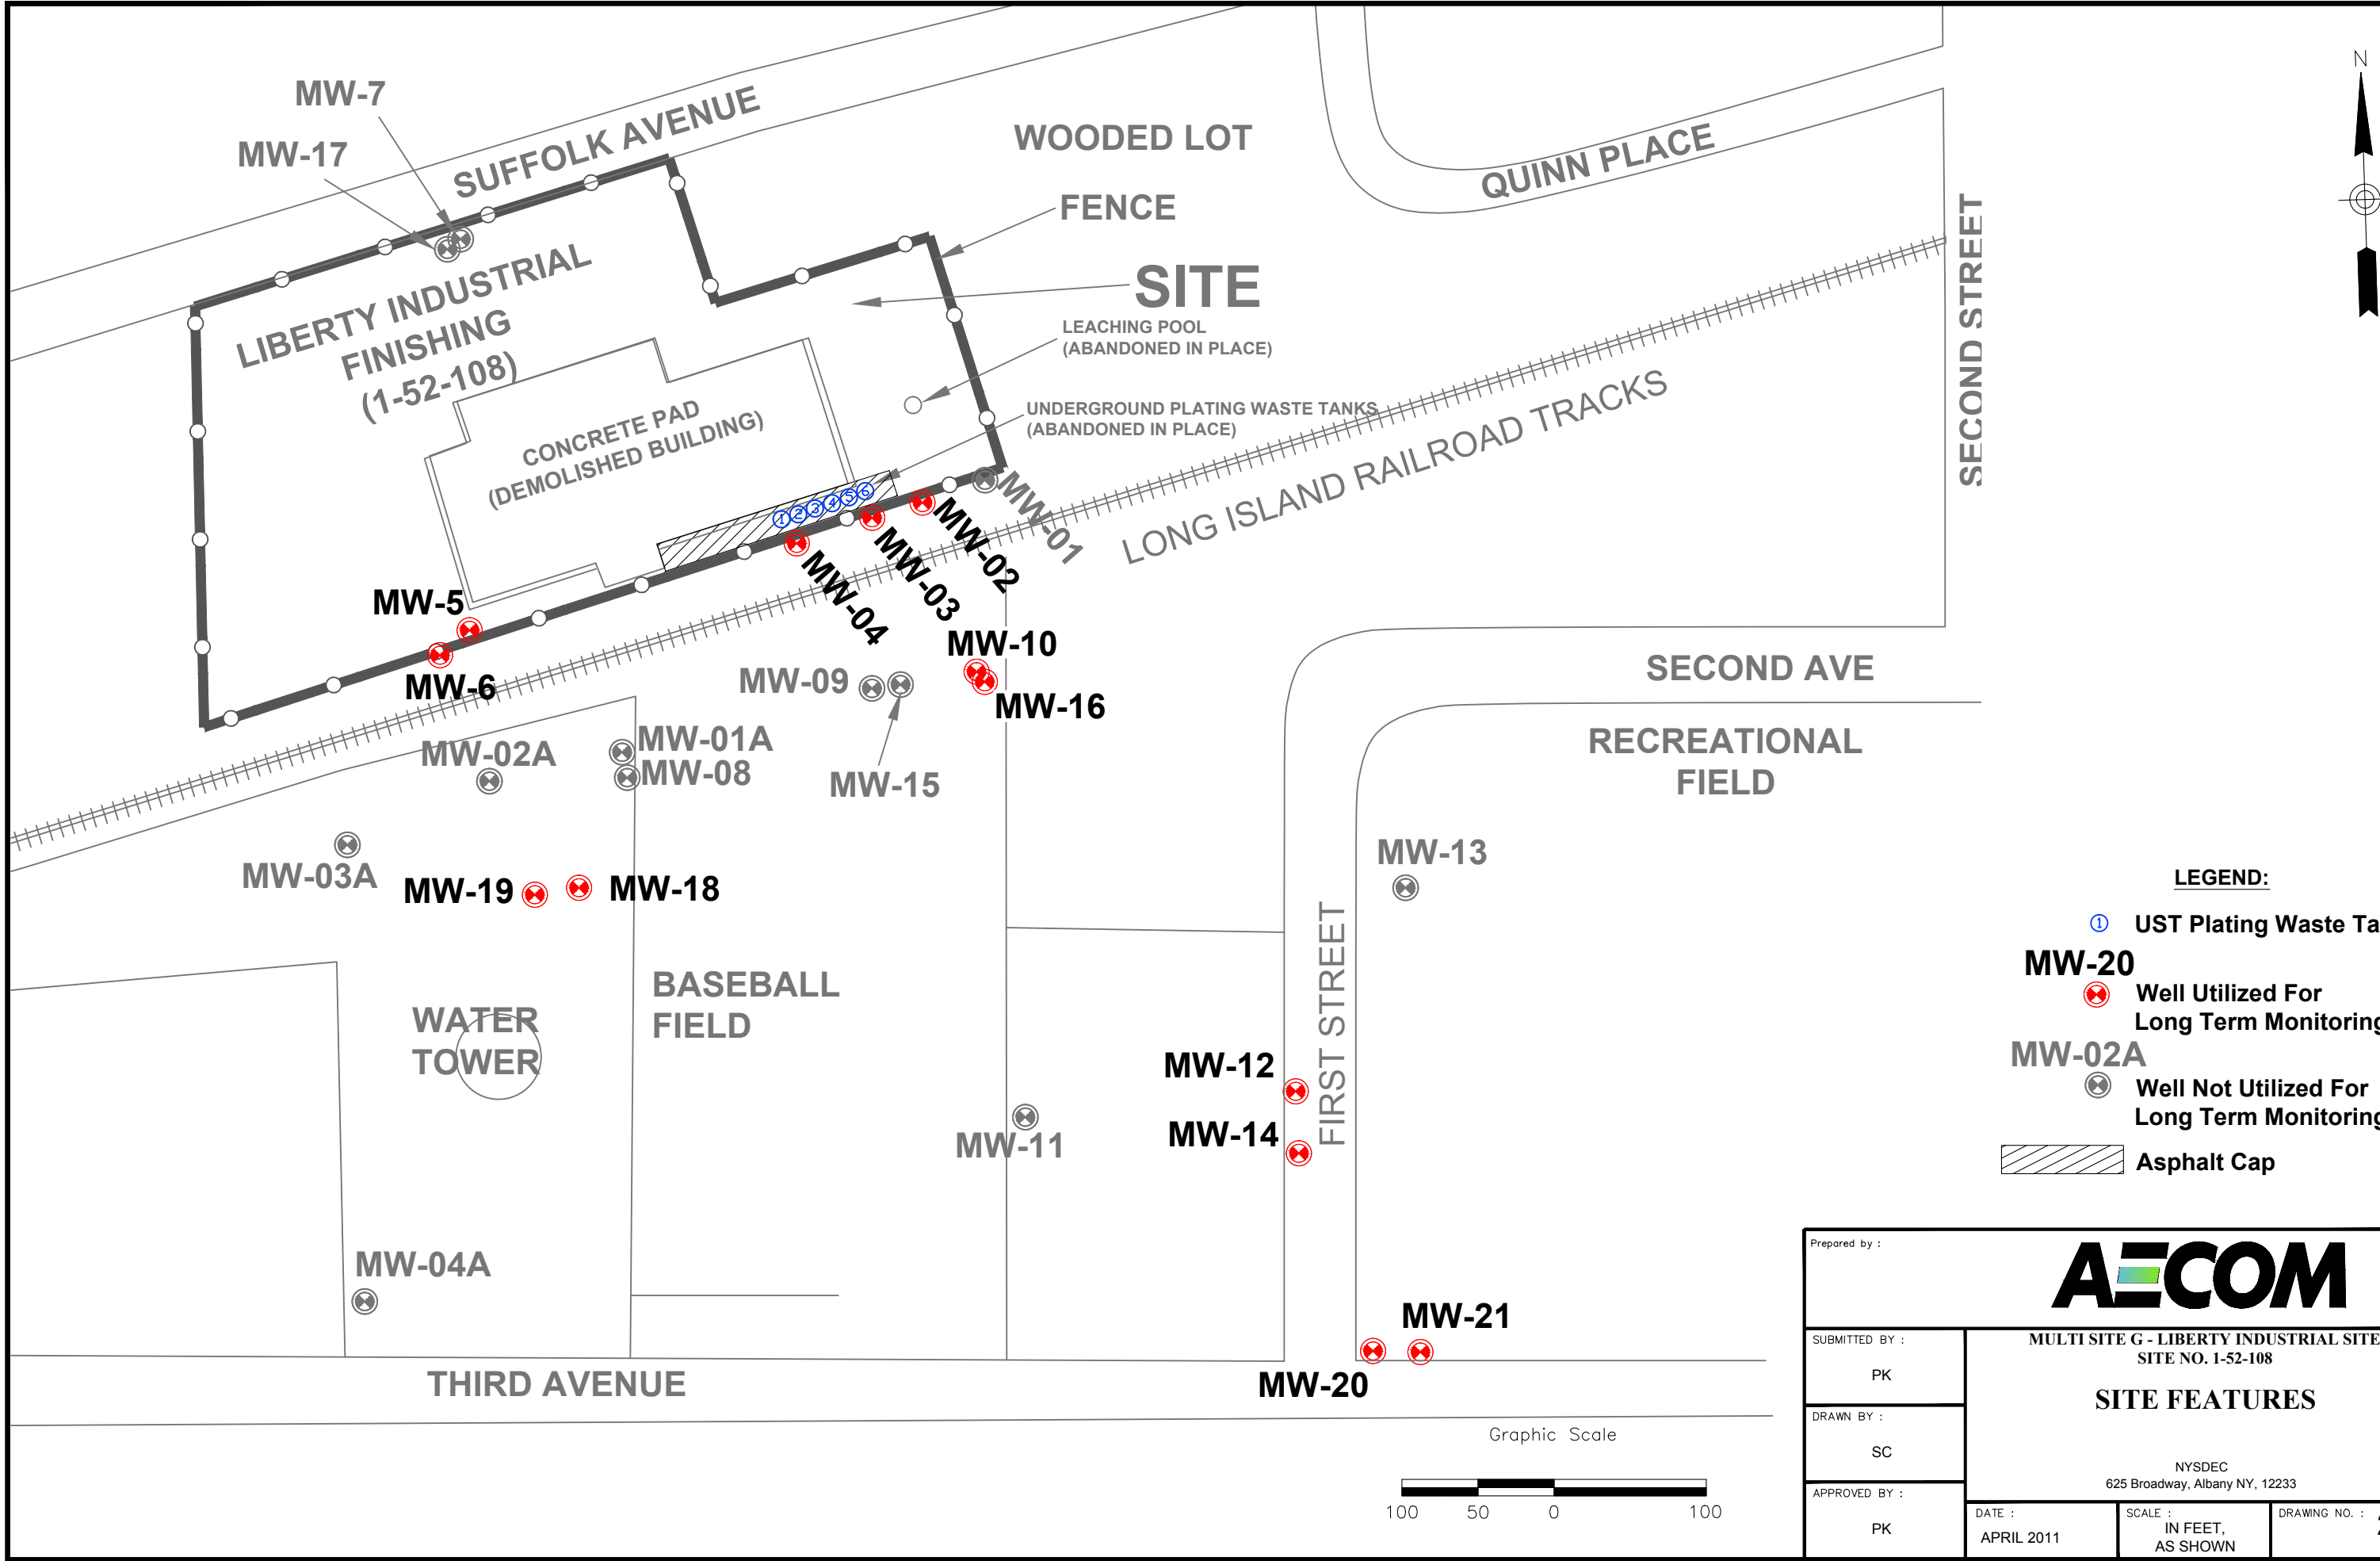 MW-7
MW-17
SUFFOLK AVENUE
WOODED LOT
QUINN PLACE
N
FENCE
SITE
LIBERTY INDUSTRIAL
FINISHING
(1-52-108)
LEACHING POOL
(ABANDONED IN PLACE)
SECOND STREET
CONCRETE PAD
(DEMOLISHED BUILDING)
UNDERGROUND PLATING WASTE TANKS
(ABANDONED IN PLACE)
LONG ISLAND RAILROAD TRACKS
1 2 3 4 5 6
MW-01
MW-02
MW-03
MW-04
MW-5
MW-6
MW-10
MW-16
MW-09
MW-15
SECOND AVE
MW-01A
MW-08
MW-02A
RECREATIONAL
FIELD
MW-03A
MW-19
MW-18
MW-13
BASEBALL
FIELD
WATER
TOWER
FIRST STREET
MW-12
MW-14
MW-11
MW-04A
MW-21
MW-20
THIRD AVENUE
LEGEND:
1 UST Plating Waste Ta
MW-20
Well Utilized For
Long Term Monitoring
MW-02A
Well Not Utilized For
Long Term Monitoring
Asphalt Cap
Graphic Scale
100 50 0 100
Prepared by :
AECOM
SUBMITTED BY :
PK
MULTI SITE G - LIBERTY INDUSTRIAL SITE
SITE NO. 1-52-108
SITE FEATURES
DRAWN BY :
SC
NYSDEC
625 Broadway, Albany NY, 12233
APPROVED BY :
PK
DATE :
APRIL 2011
SCALE :
IN FEET,
AS SHOWN
DRAWING NO. :